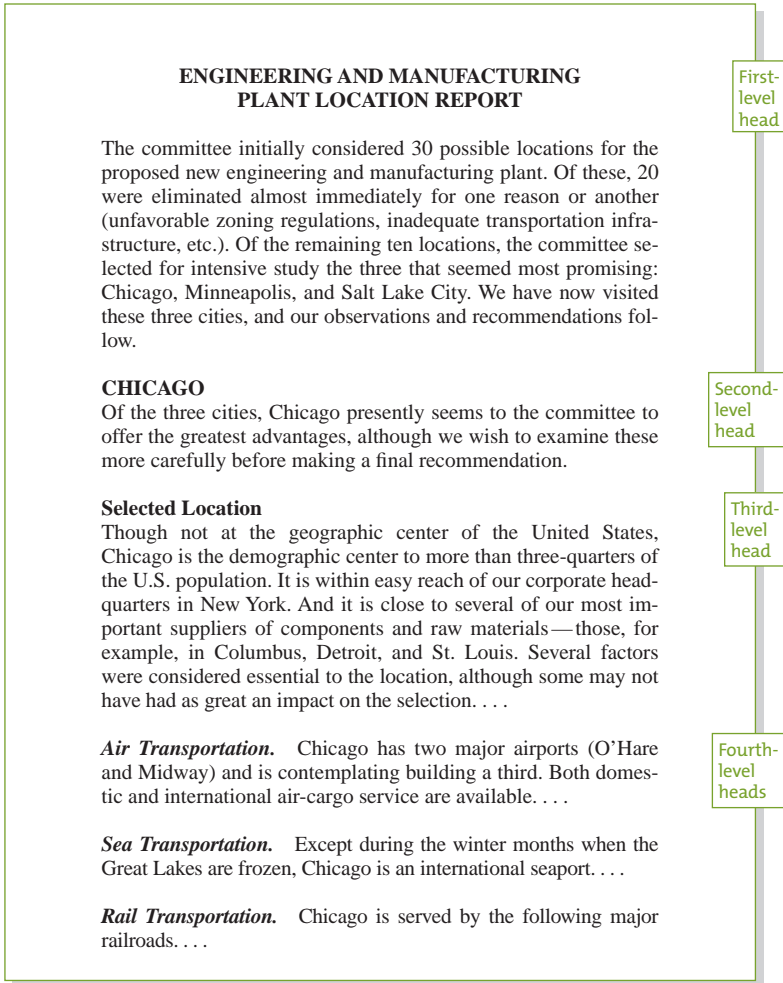 ENGINEERING AND MANUFACTURING
PLANT LOCATION REPORT
First-
level
head
The committee initially considered 30 possible locations for the
proposed new engineering and manufacturing plant. Of these, 20
were eliminated almost immediately for one reason or another
(unfavorable zoning regulations, inadequate transportation infra-
structure, etc.). Of the remaining ten locations, the committee se-
lected for intensive study the three that seemed most promising:
Chicago, Minneapolis, and Salt Lake City. We have now visited
these three cities, and our observations and recommendations fol-
low.
CHICAGO
Second-
level
head
Of the three cities, Chicago presently seems to the committee to
offer the greatest advantages, although we wish to examine these
more carefully before making a final recommendation.
Selected Location
Third-
level
head
Though not at the geographic center of the United States,
Chicago is the demographic center to more than three-quarters of
the U.S. population. It is within easy reach of our corporate head-
quarters in New York. And it is close to several of our most im-
portant suppliers of components and raw materials — those, for
example, in Columbus, Detroit, and St. Louis. Several factors
were considered essential to the location, although some may not
have had as great an impact on the selection. . . .
Fourth-
level
heads
Air Transportation. Chicago has two major airports (O’Hare
and Midway) and is contemplating building a third. Both domes-
tic and international air-cargo service are available. . . .
Sea Transportation. Except during the winter months when the
Great Lakes are frozen, Chicago is an international seaport. . . .
Rail Transportation. Chicago is served by the following major
railroads. . . .